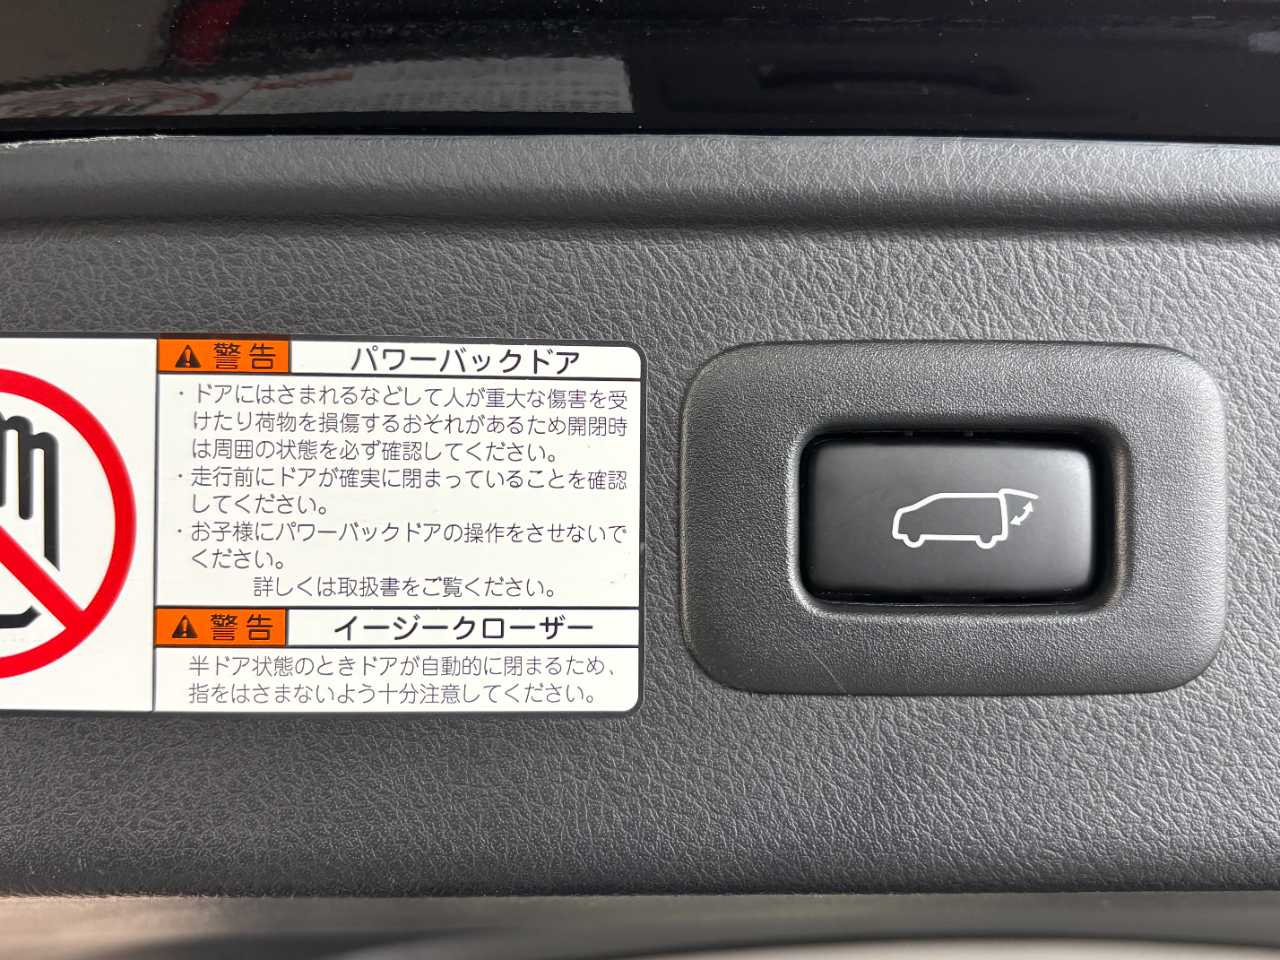 警告 パワーバックドア
・ドアにはさまれるなどして人が重大な傷害を受
けたり荷物を損傷するおそれがあるため開閉時
は周囲の状態を必ず確認してください。
・走行前にドアが確実に閉まっていることを確認
してください。
・お子様にパワーバックドアの操作をさせないで
ください。
詳しくは取扱書をご覧ください。
警告 イージークローザー
半ドア状態のときドアが自動的に閉まるため、
指をはさまないよう十分注意してください。